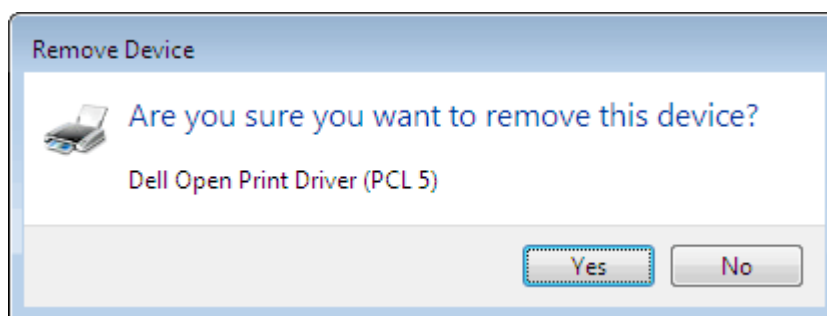 Remove Device
Are you sure you want to remove this device?
Dell Open Print Driver (PCL 5)
Yes No